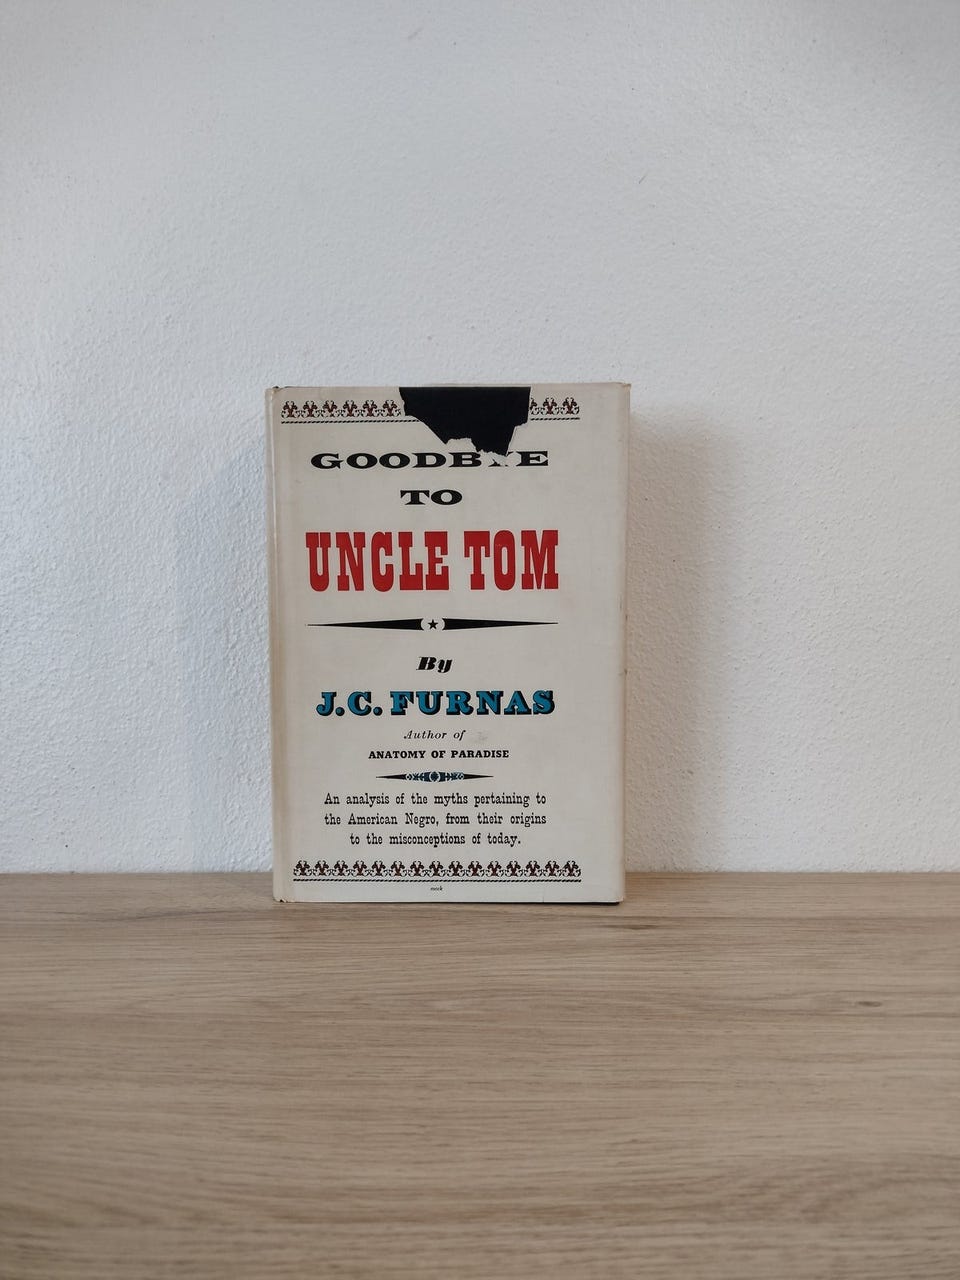 GOODBYE
TO
UNCLE TOM
By
J.C. FURNAS
Author of
ANATOMY OF PARADISE
An analysis of the myths pertaining to
the American Negro, from their origins
to the misconceptions of today.